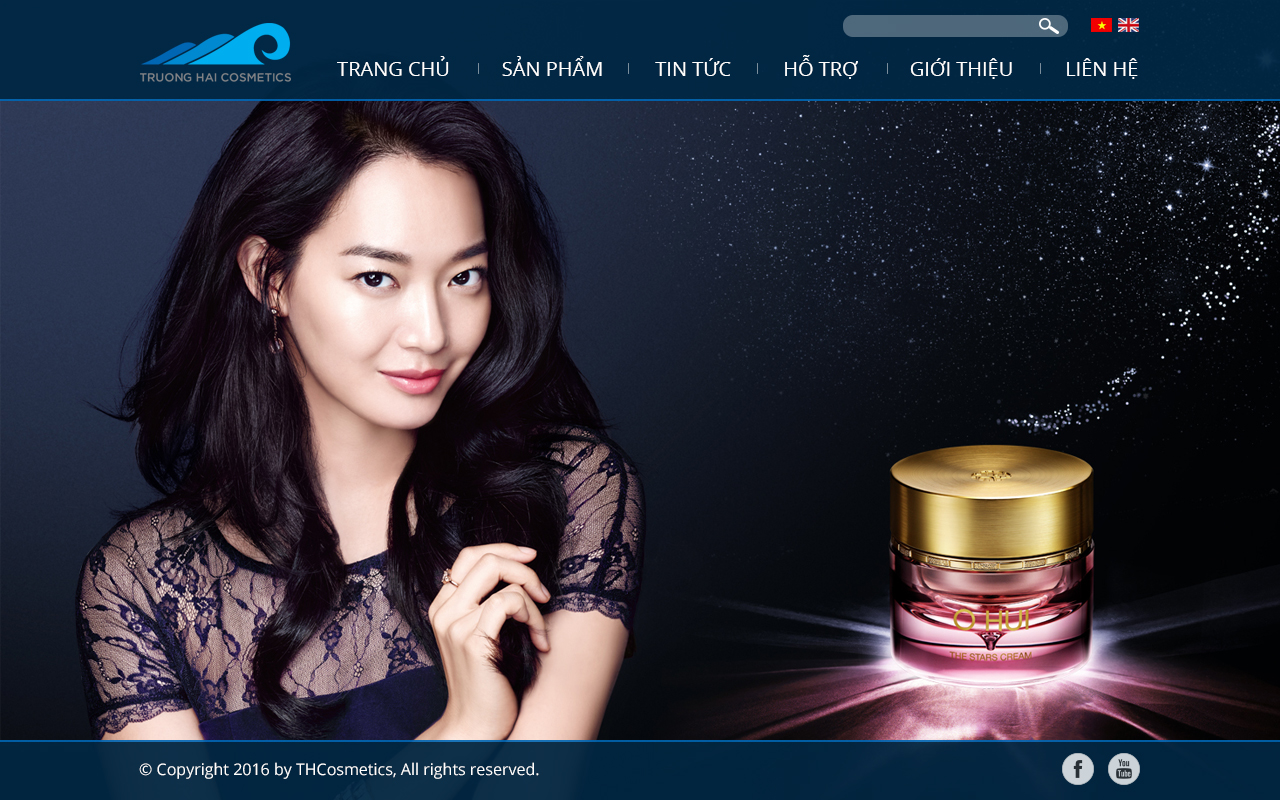 TRUONG HAI COSMETICS
TRANG CHỦ
SẢN PHẨM
TIN TỨC
HỖ TRỢ
GIỚI THIỆU
LIÊN HỆ
O HUI
THE STARS CREAM
© Copyright 2016 by THCosmetics, All rights reserved.
You
Tube